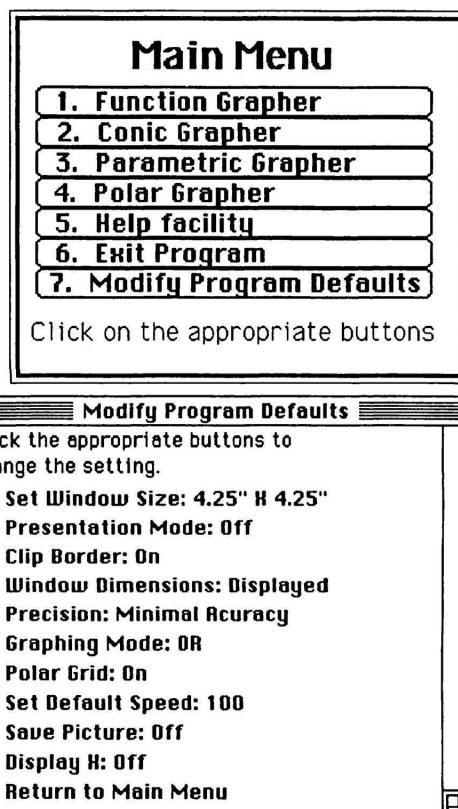 Main Menu
1. Function Grapher
2. Conic Grapher
3. Parametric Grapher
4. Polar Grapher
5. Help facility
6. Exit Program
7. Modify Program Defaults
Click on the appropriate buttons
Modify Program Defaults
ck the appropriate buttons to
ange the setting.
Set Window Size: 4.25" X 4.25"
Presentation Mode: Off
Clip Border: On
Window Dimensions: Displayed
Precision: Minimal Acuracy
Graphing Mode: OR
Polar Grid: On
Set Default Speed: 100
Save Picture: Off
Display X: Off
Return to Main Menu